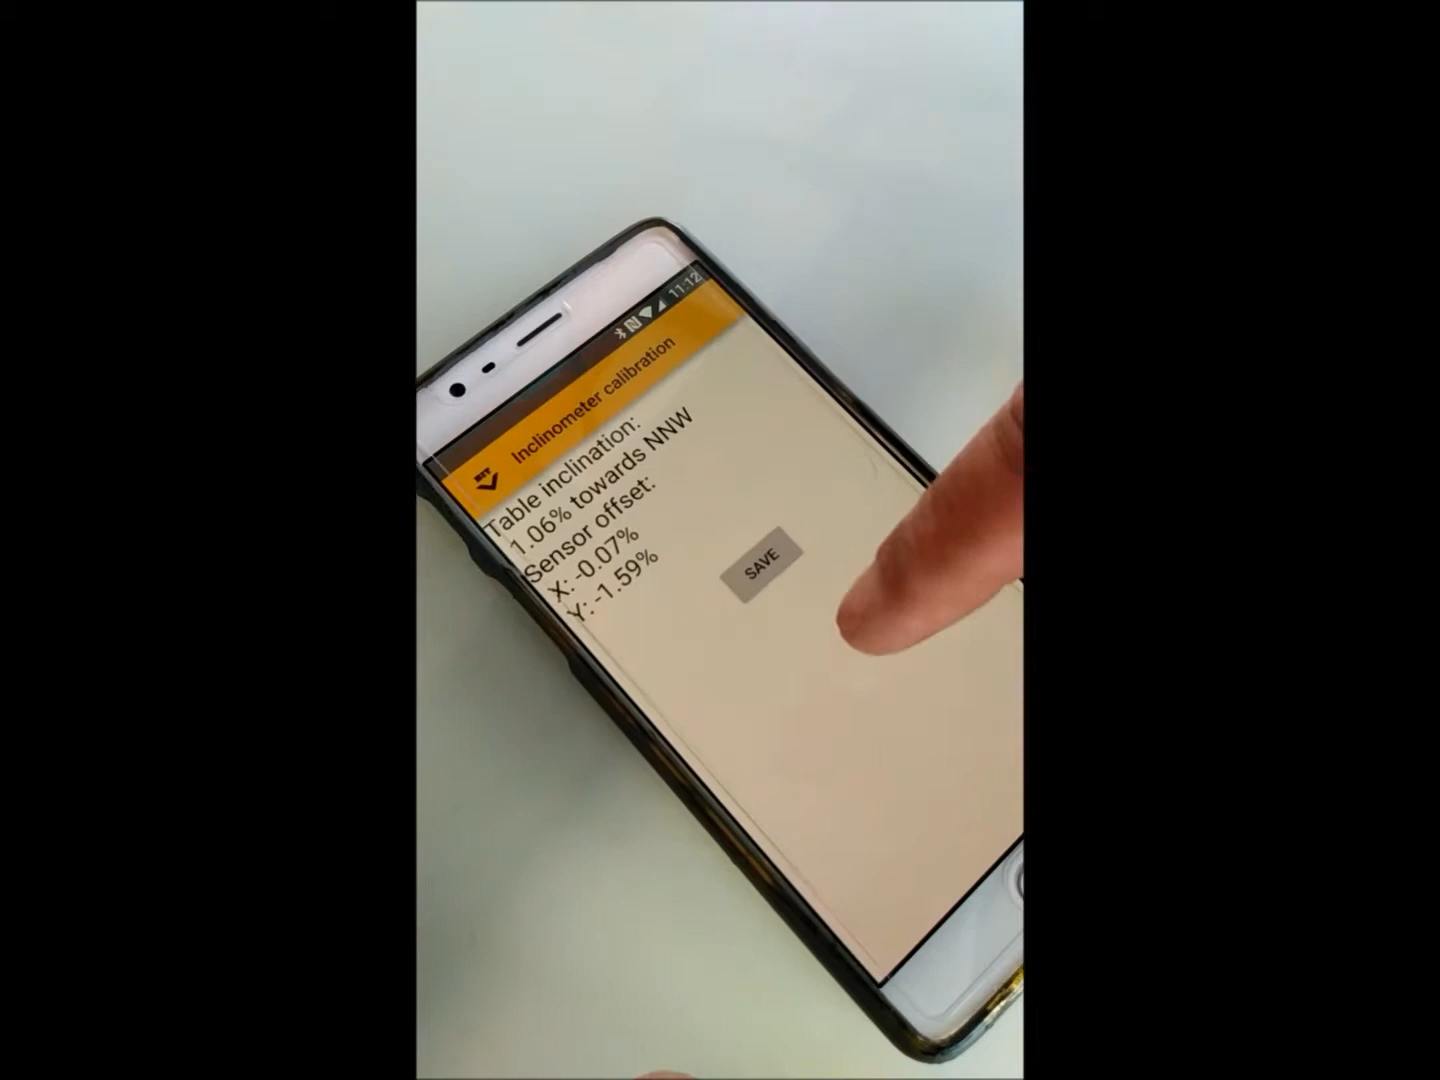 11:12
Inclinometer calibration
Table inclination:
1.06% towards NNW
Sensor offset:
X: -0.07%
Y: -1.59%
SAVE